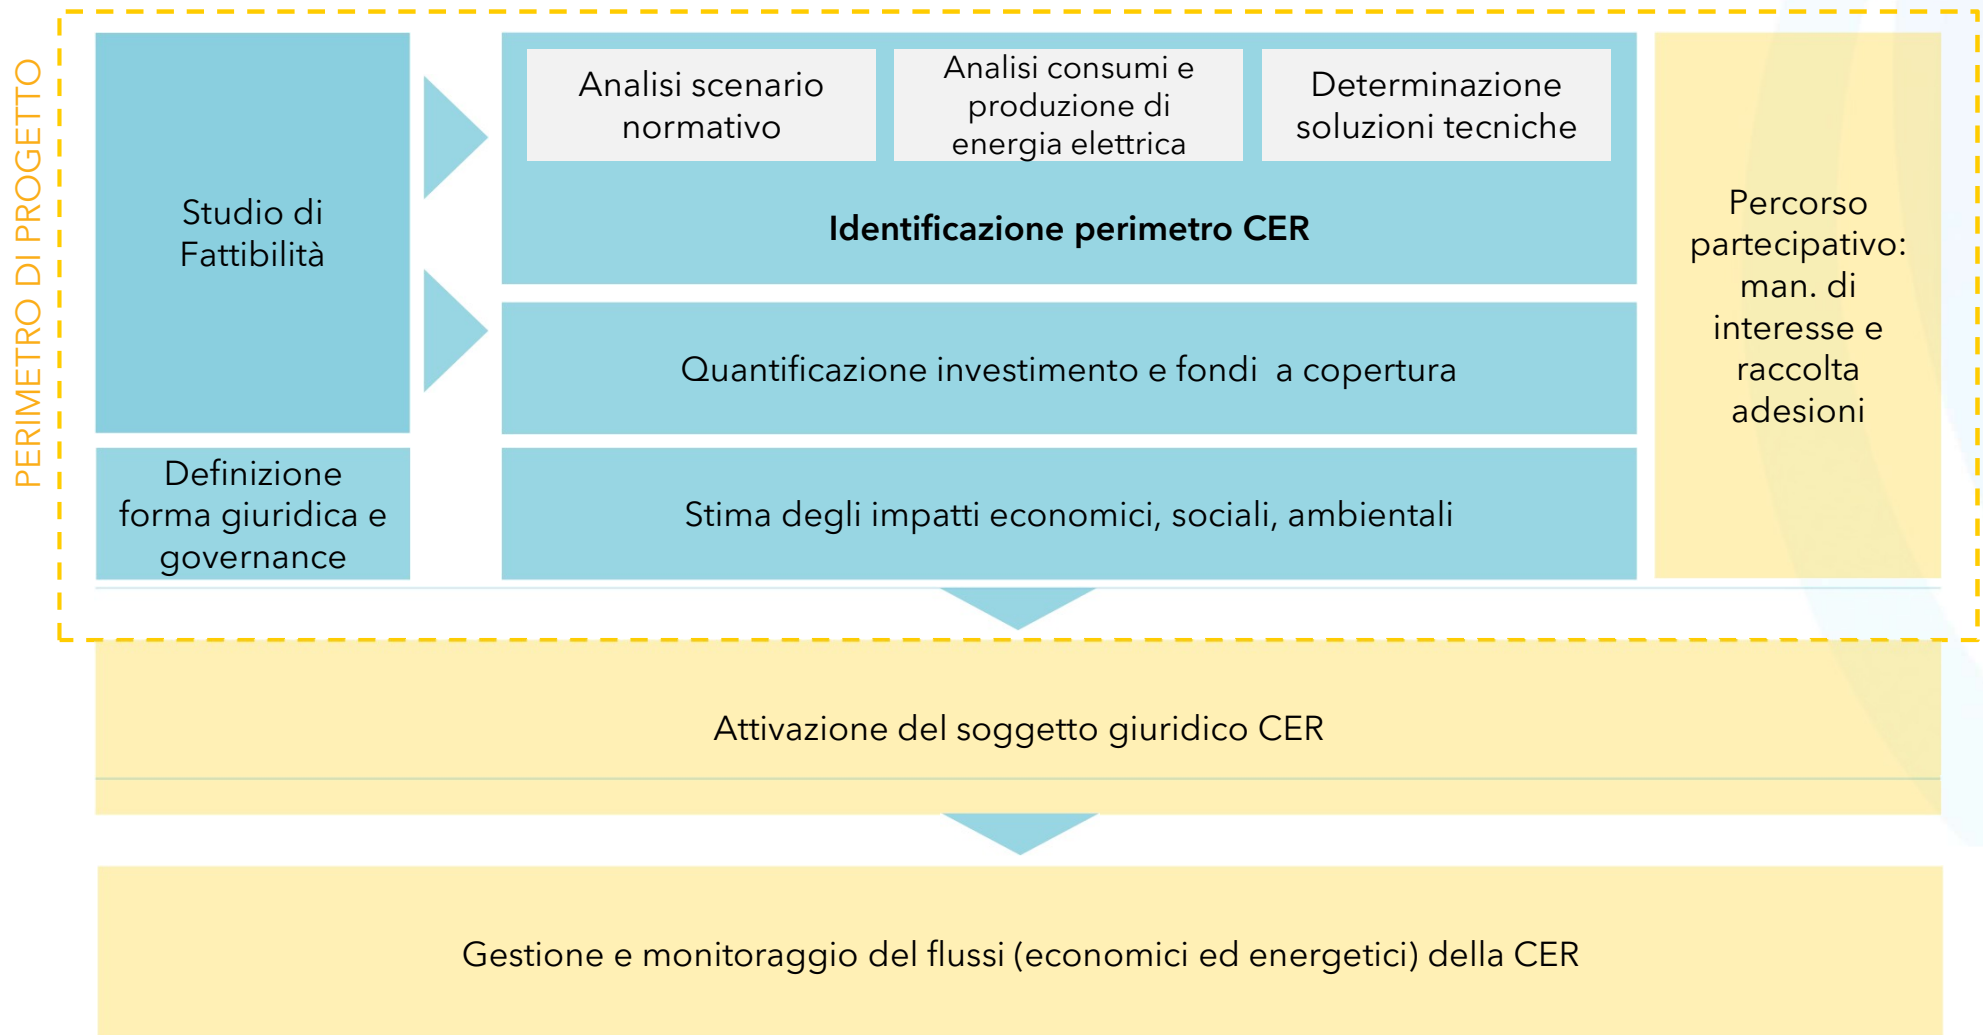 PERIMETRO DI PROGETTO
Studio di
Fattibilità
Analisi scenario
normativo
Analisi consumi e
produzione di
energia elettrica
Determinazione
soluzioni tecniche
Identificazione perimetro CER
Quantificazione investimento e fondi  a copertura
Definizione
forma giuridica e
governance
Stima degli impatti economici, sociali, ambientali
Percorso
partecipativo:
man. di
interesse e
raccolta
adesioni
Attivazione del soggetto giuridico CER
Gestione e monitoraggio del flussi (economici ed energetici) della CER